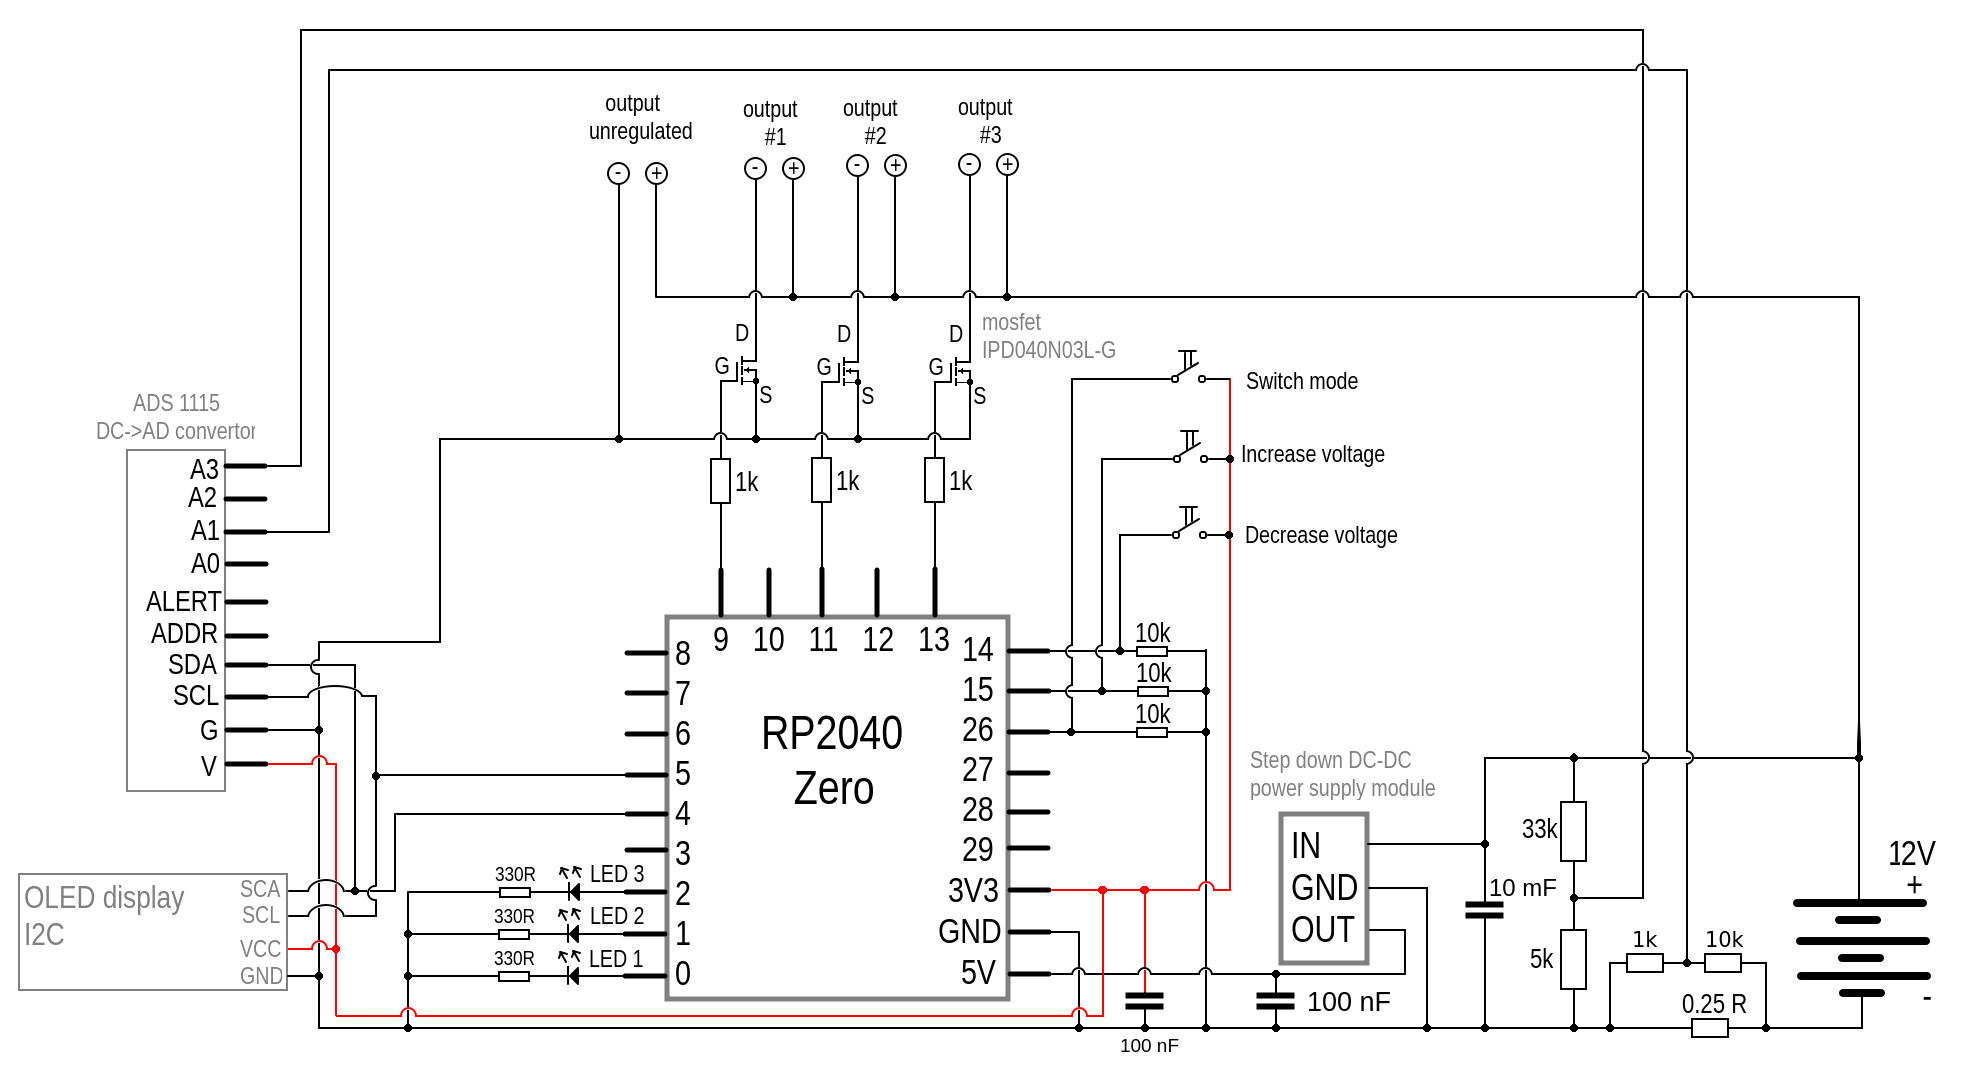 output
unregulated
output
#1
output
#2
output
#3
- +
- +
- +
- +
D
G
S
D
G
S
D
G
S
mosfet
IPD040N03L-G
Switch mode
Increase voltage
Decrease voltage
ADS 1115
DC->AD convertor
A3
A2
A1
A0
ALERT
ADDR
SDA
SCL
G
V
1k
1k
1k
9 10 11 12 13
8
7
6
5
4
3
2
1
0
RP2040
Zero
14
15
26
27
28
29
3V3
GND
5V
10k
10k
10k
Step down DC-DC
power supply module
IN
GND
OUT
33k
10 mF
5k
1k
10k
0.25 R
12V
+
-
OLED display
I2C
SCA
SCL
VCC
GND
330R
LED 3
330R
LED 2
330R
LED 1
100 nF
100 nF